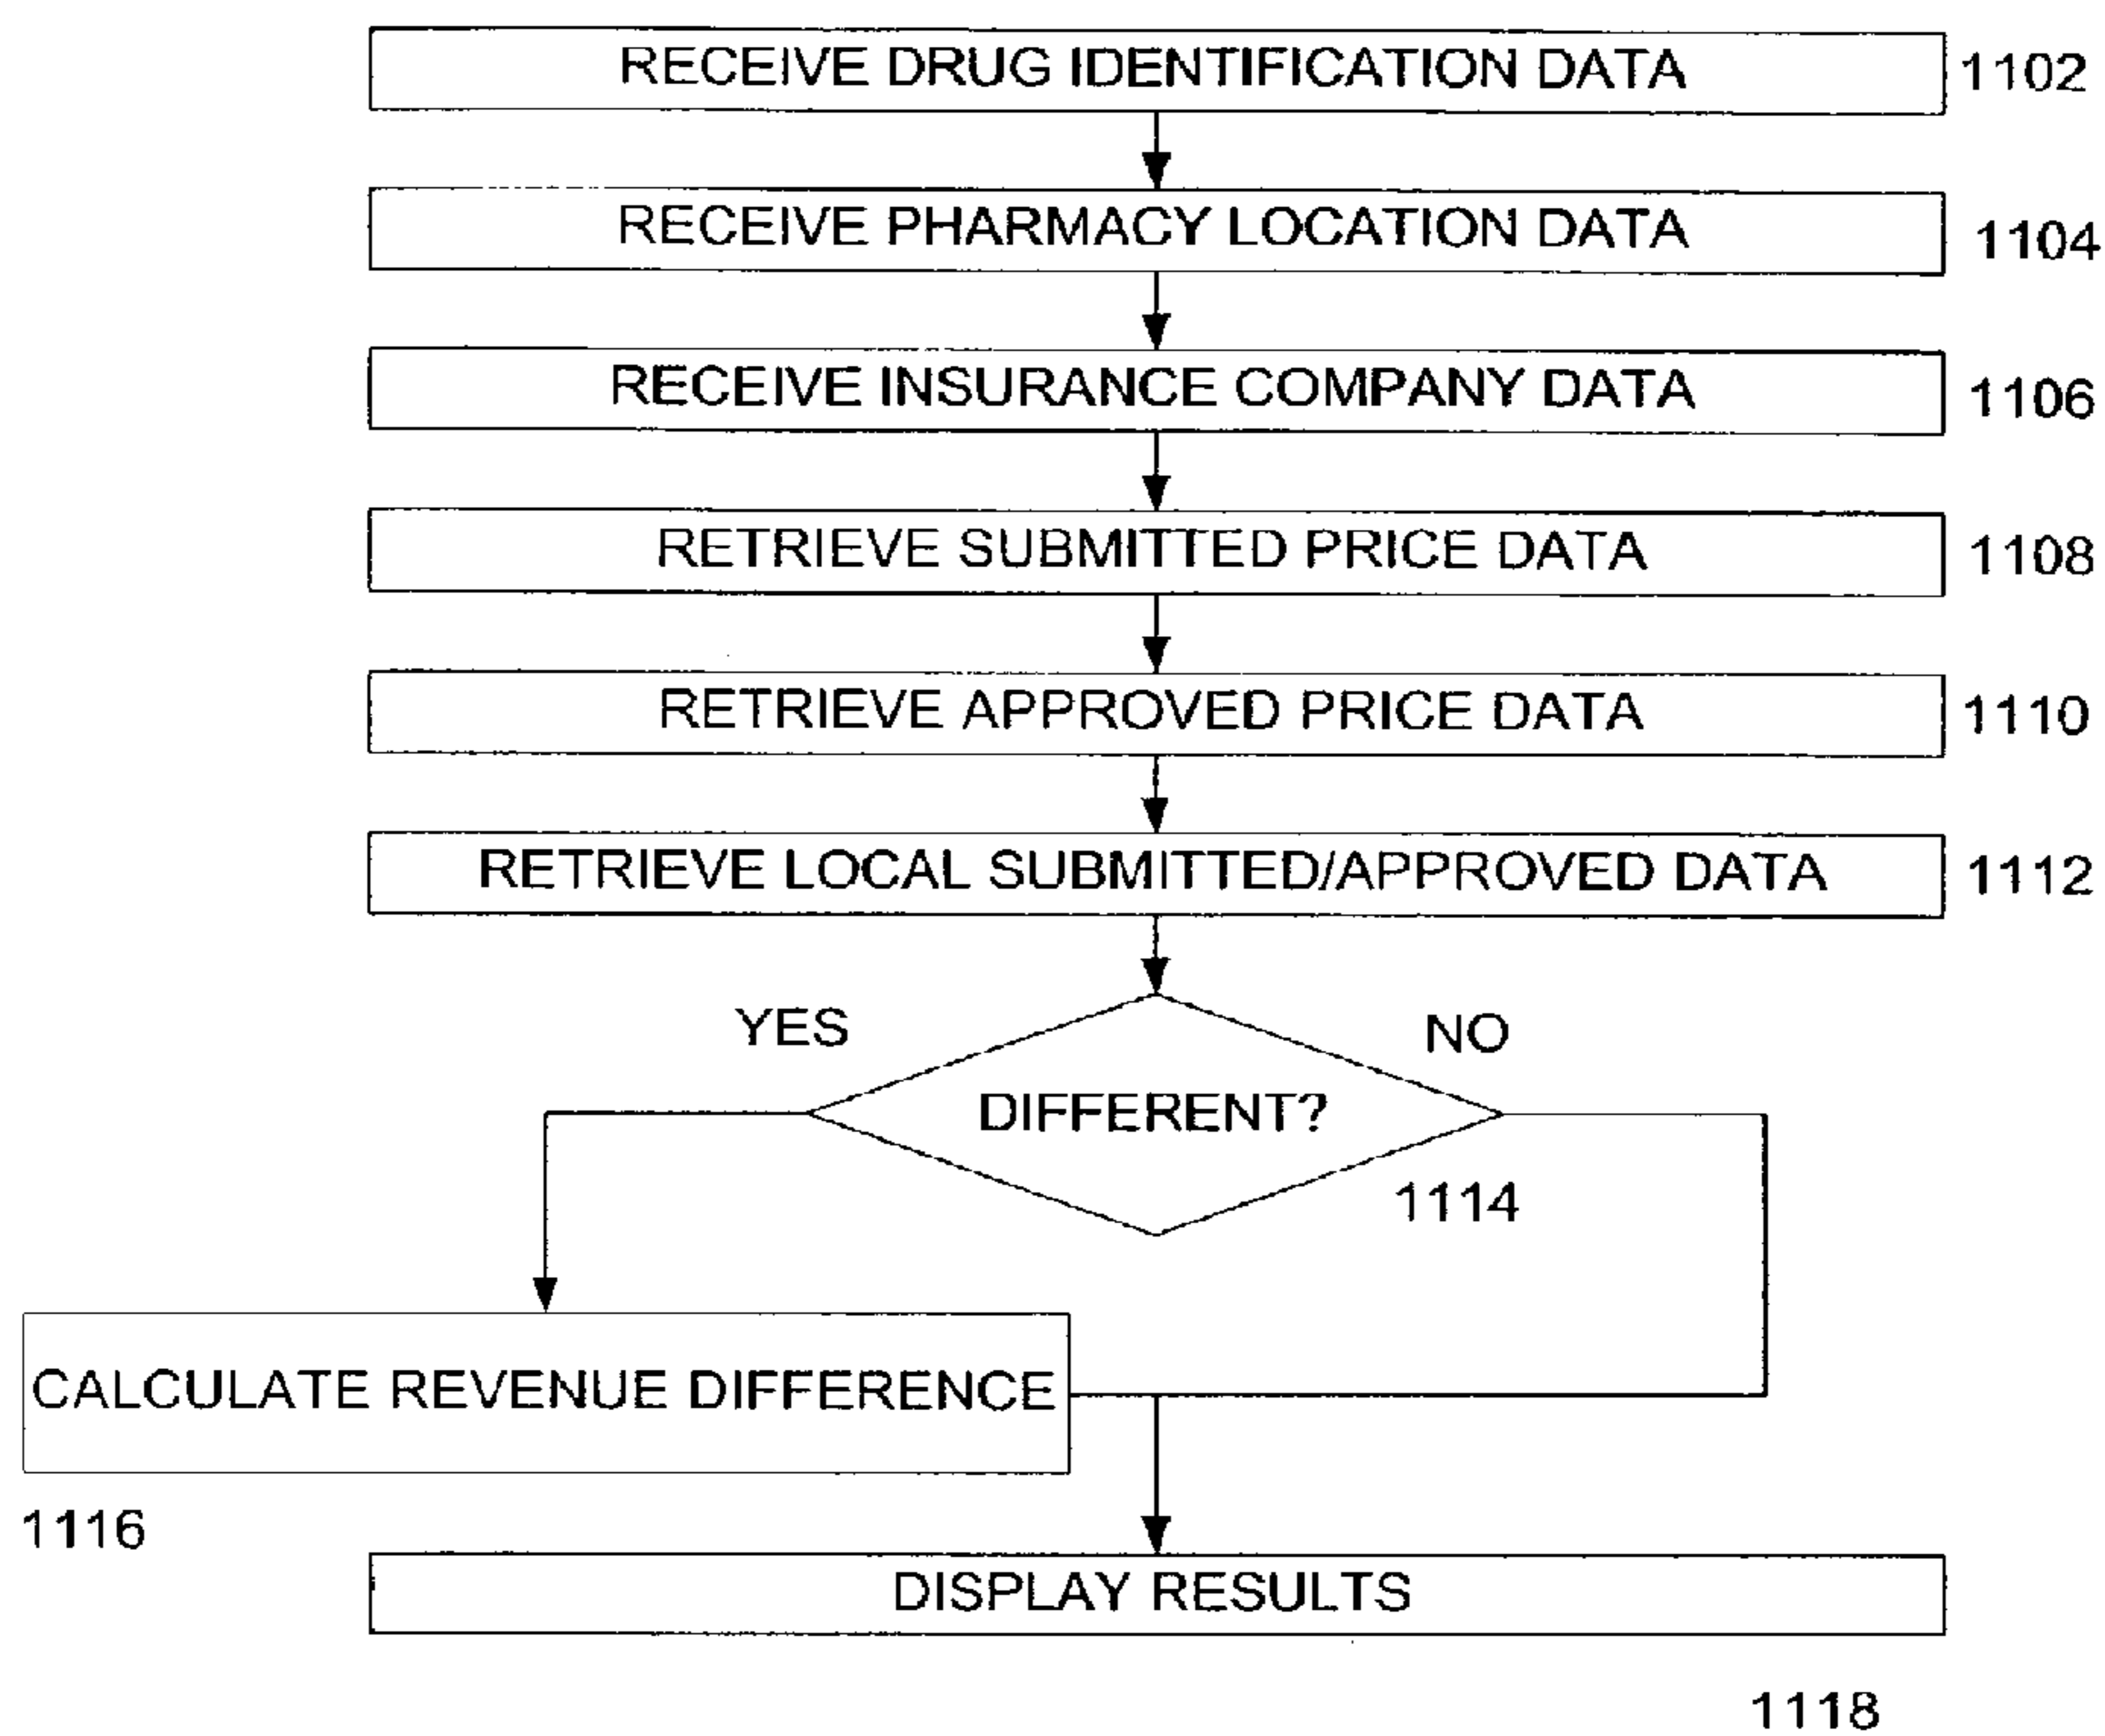 RECEIVE DRUG IDENTIFICATION DATA 1102
RECEIVE PHARMACY LOCATION DATA 1104
RECEIVE INSURANCE COMPANY DATA 1106
RETRIEVE SUBMITTED PRICE DATA 1108
RETRIEVE APPROVED PRICE DATA 1110
RETRIEVE LOCAL SUBMITTED/APPROVED DATA 1112
YES
NO
DIFFERENT?
1114
CALCULATE REVENUE DIFFERENCE
1116
DISPLAY RESULTS
1118